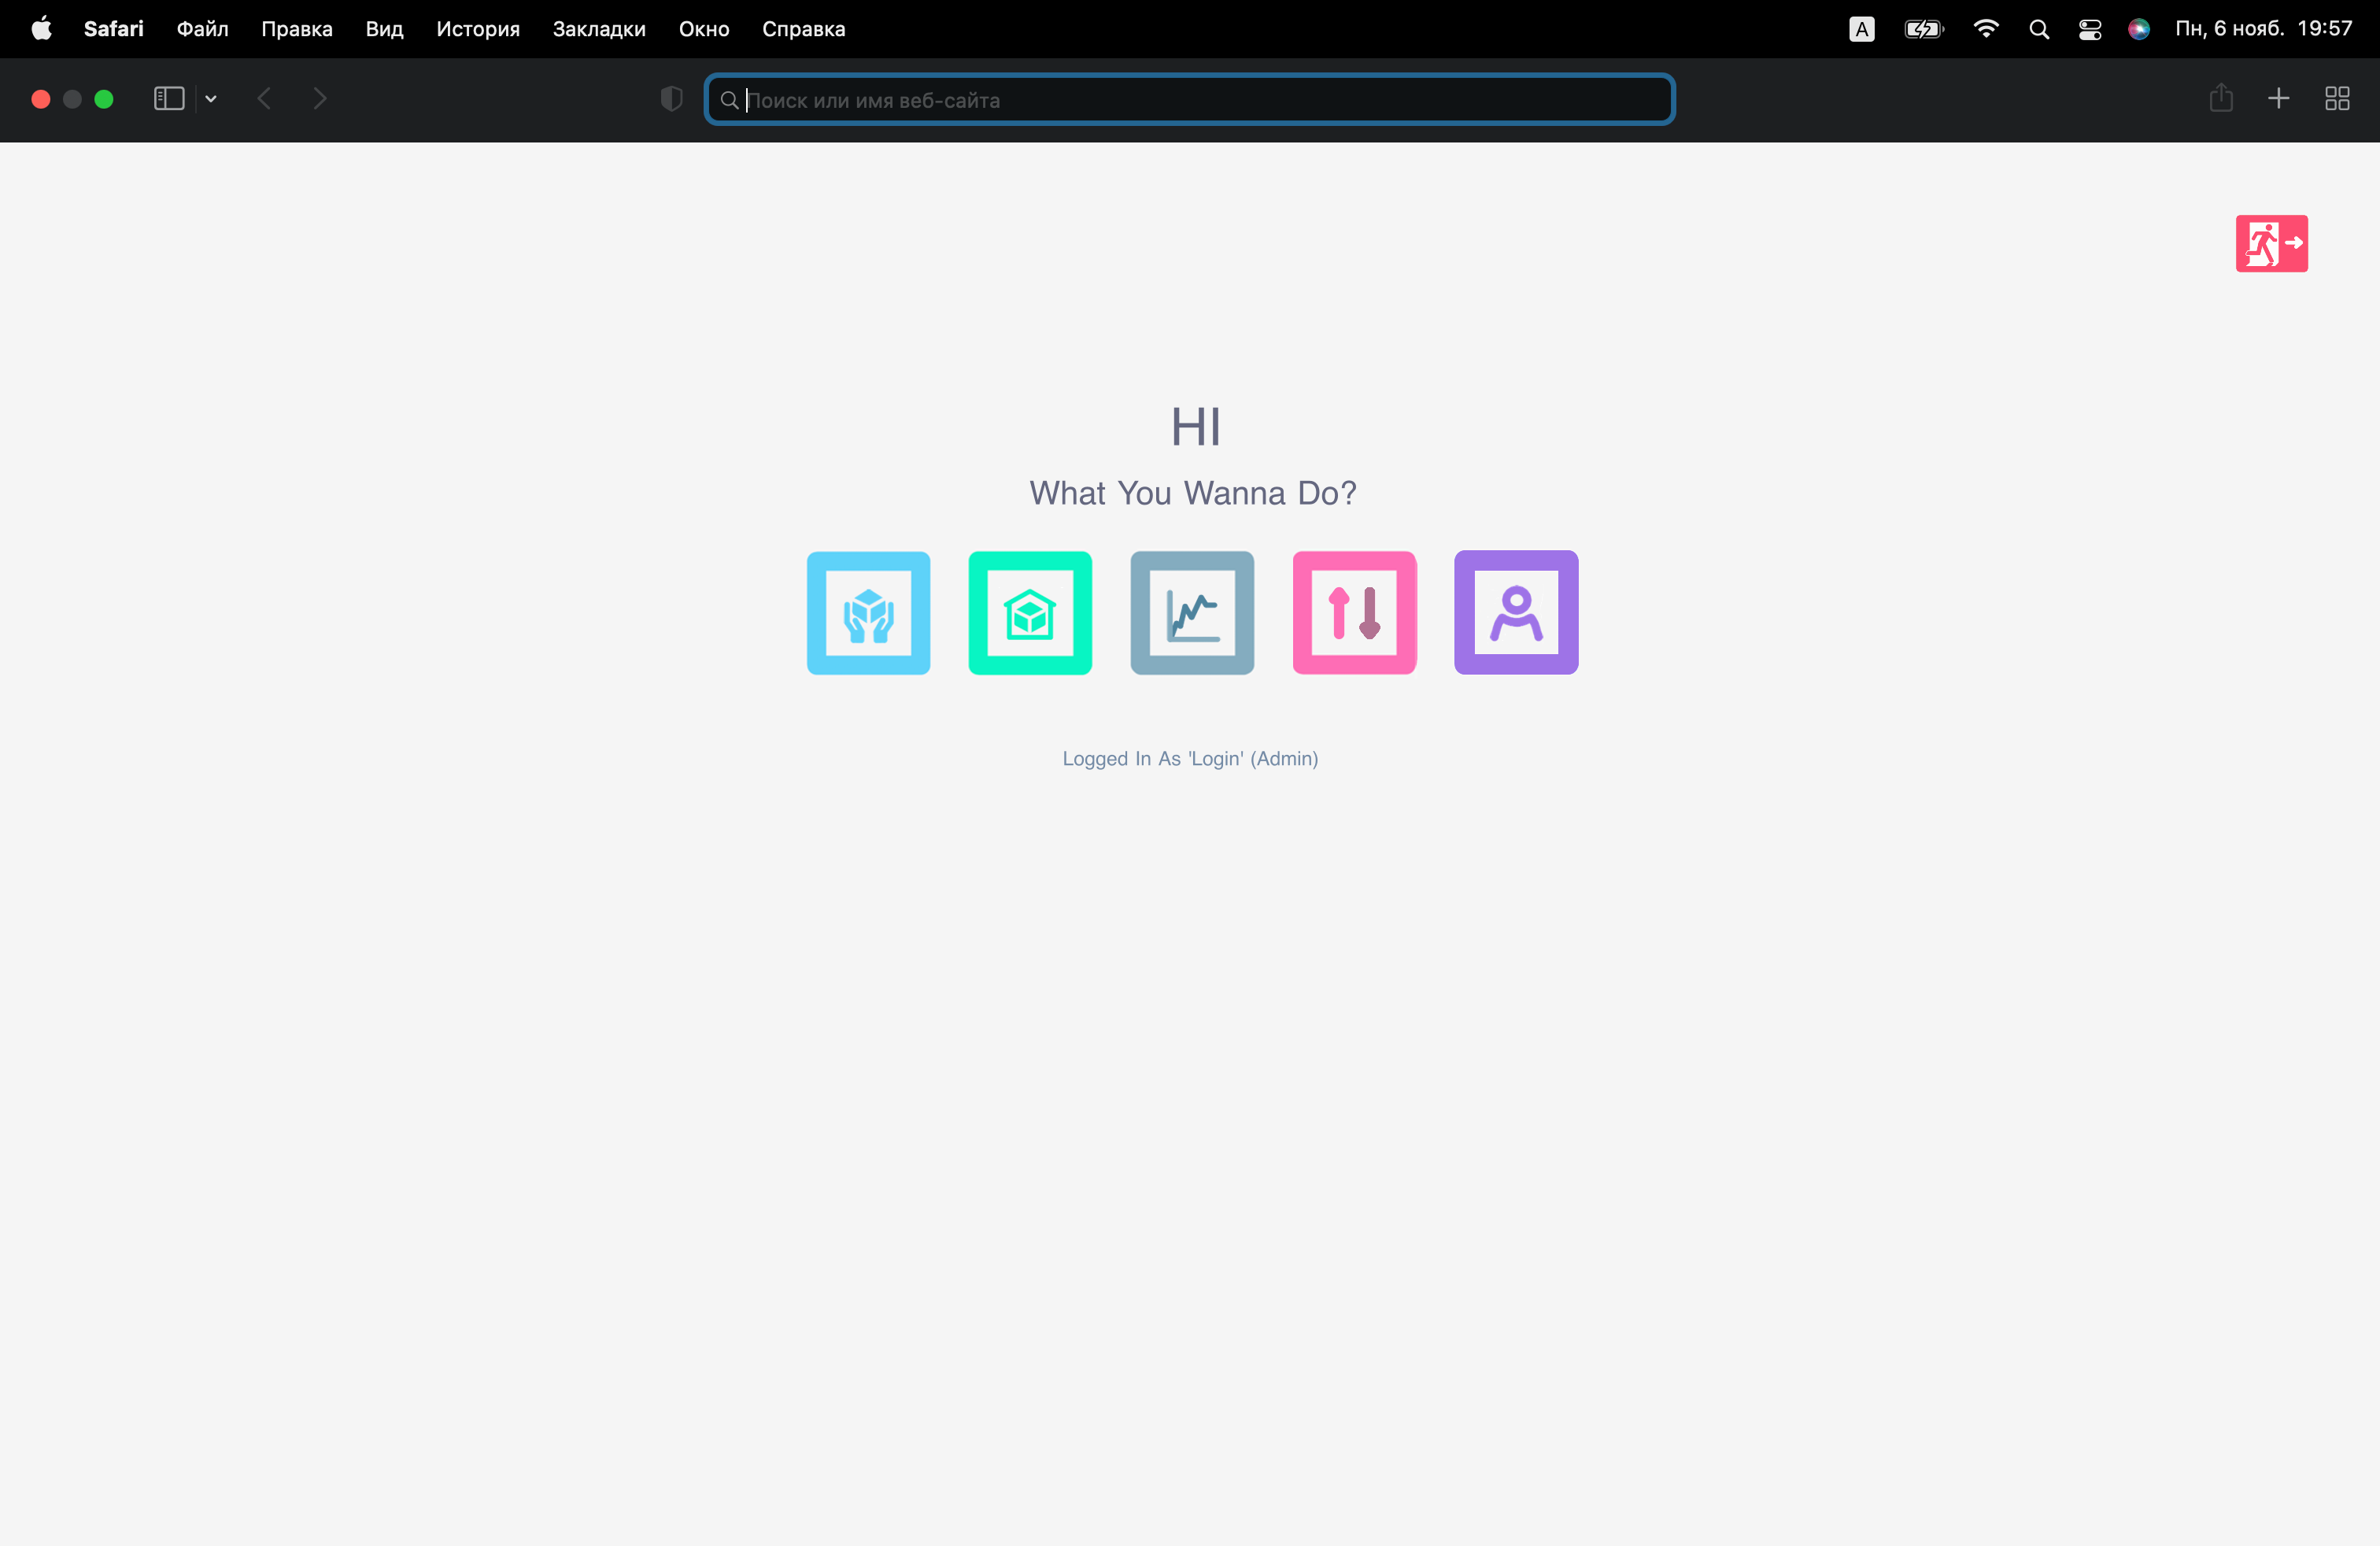 Safari Файл Правка Вид История Закладки Окно Справка A Пн, 6 нояб. 19:57
Поиск или имя веб-сайта
HI
What You Wanna Do?
Logged In As 'Login' (Admin)